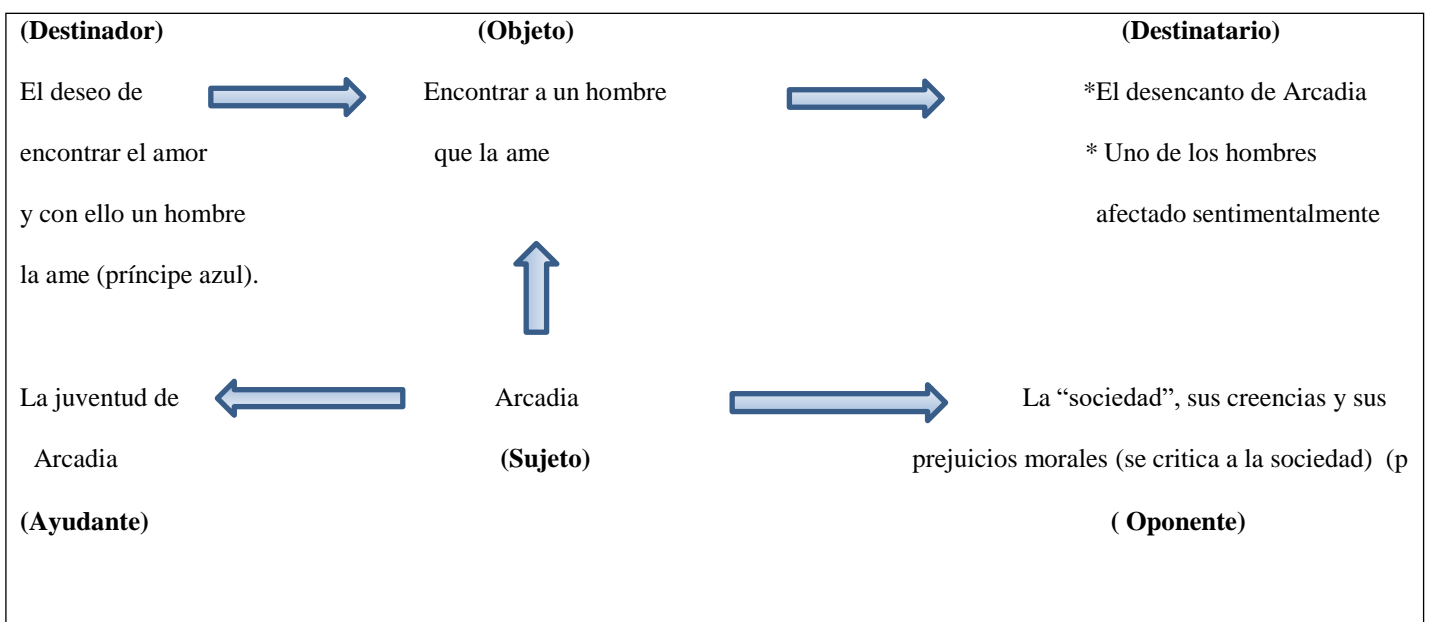 (Destinador) (Objeto) (Destinatario)
El deseo de Encontrar a un hombre *El desencanto de Arcadia
encontrar el amor que la ame * Uno de los hombres
y con ello un hombre afectado sentimentalmente
la ame (príncipe azul).
La juventud de Arcadia La “sociedad”, sus creencias y sus
Arcadia (Sujeto) prejuicios morales (se critica a la sociedad) (p
(Ayudante) ( Oponente)